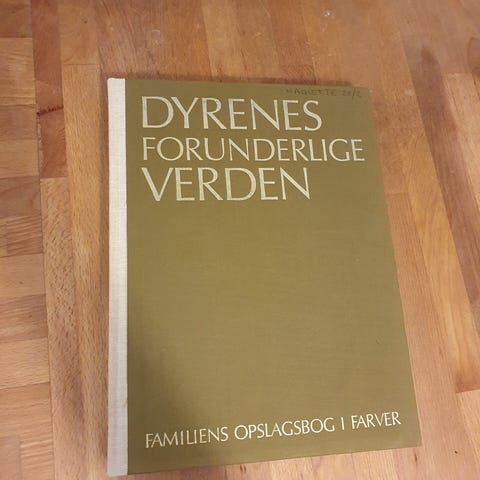 DYRENES
FORUNDERLIGE
VERDEN
FAMILIENS OPSLAGSBOG I FARVER